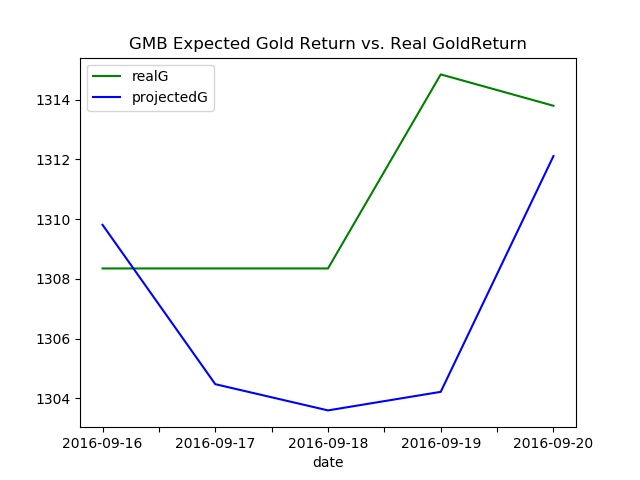 GMB Expected Gold Return vs. Real GoldReturn
realG
projectedG
1314
1312
1310
1308
1306
1304
2016-09-16 2016-09-17 2016-09-18 2016-09-19 2016-09-20
date